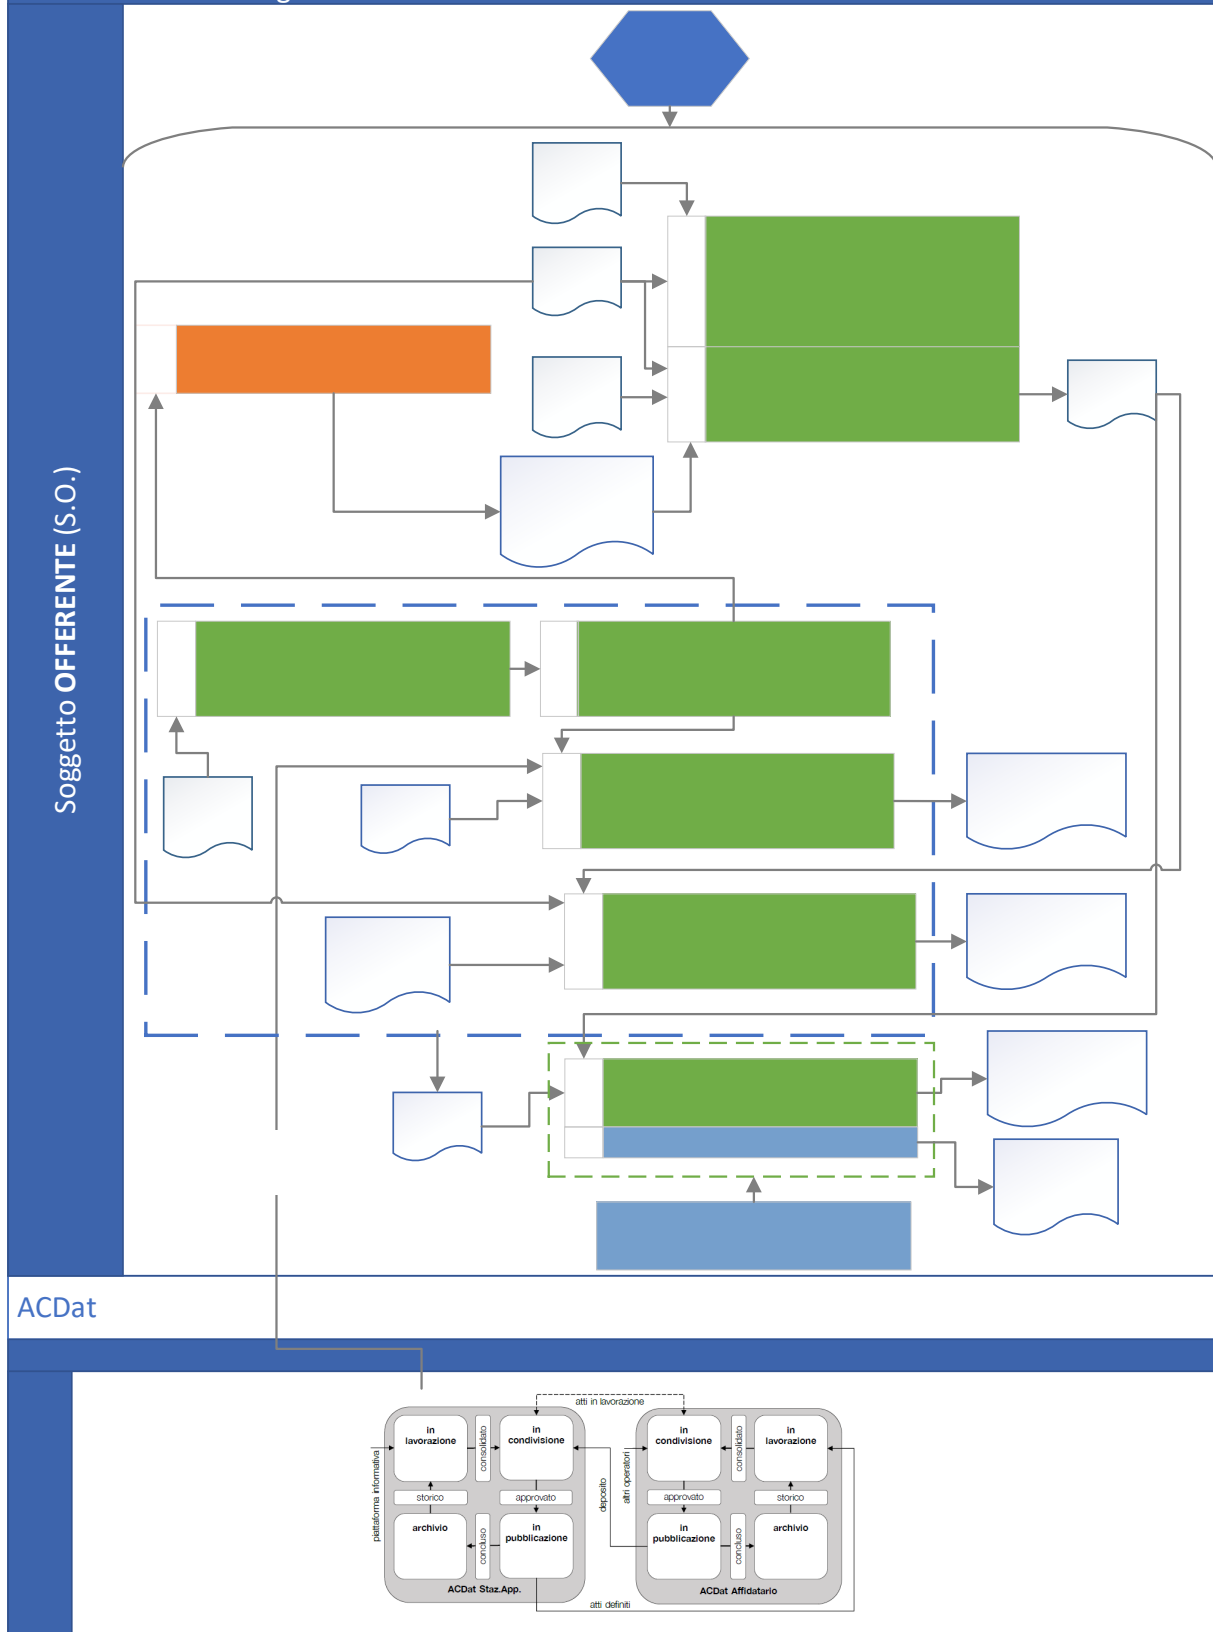 Soggetto OFFERENTE (S.O.)
ACDat
atti in lavorazione
in
lavorazione
consolidato
in
condivisione
in
condivisione
consolidato
in
lavorazione
piattaforma informativa
storico
approvato
deposito
altri operatori
approvato
storico
archivio
concluso
in
pubblicazione
in
pubblicazione
concluso
archivio
ACDat Staz.App.
ACDat Affidatario
atti definiti